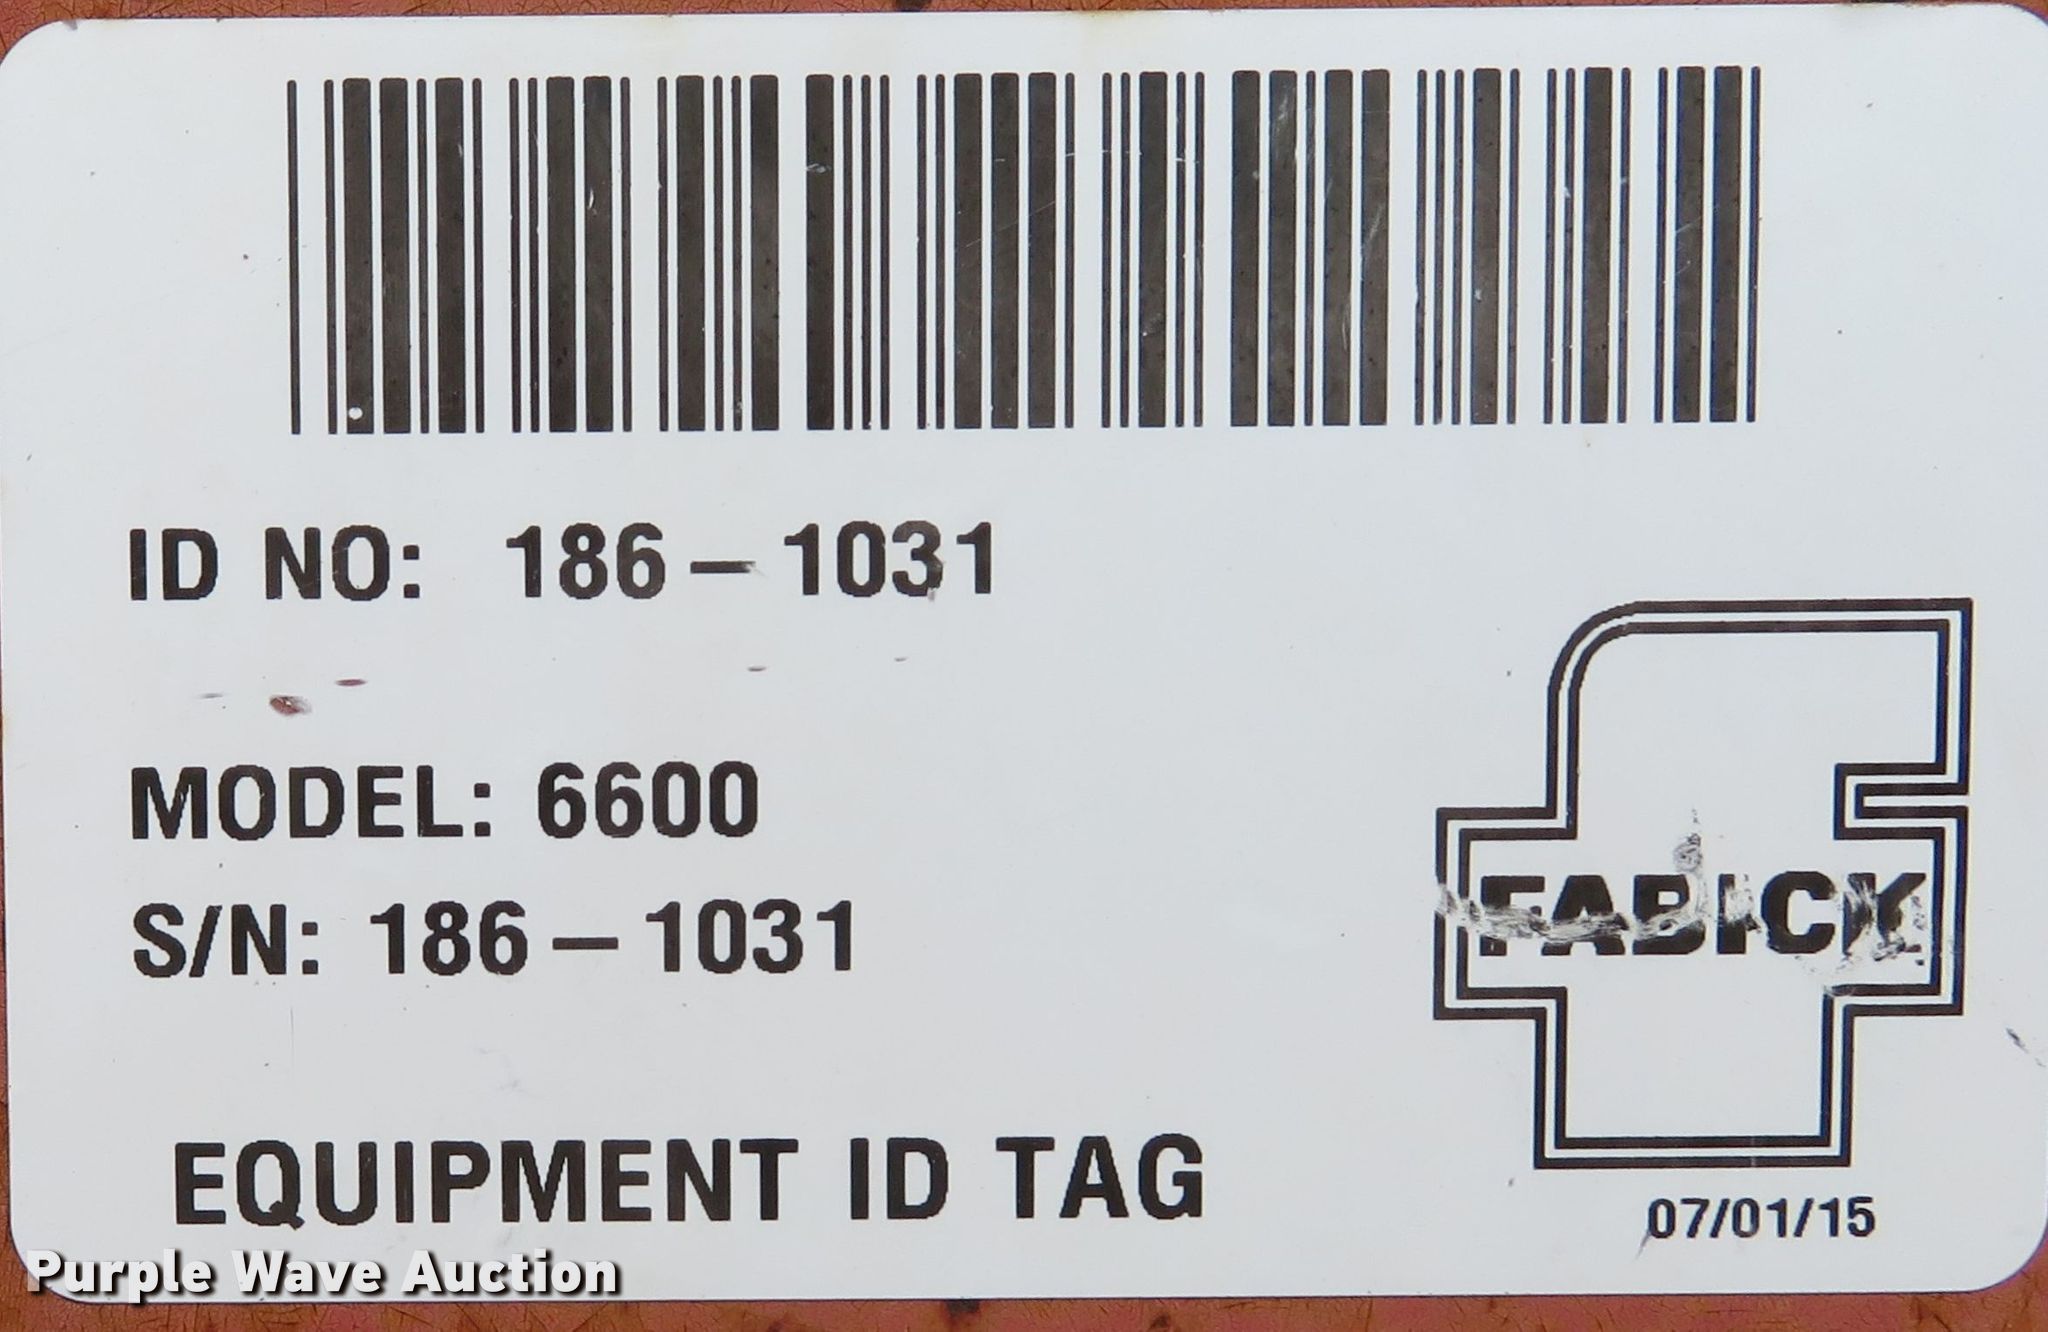 ID NO: 186-1031
MODEL: 6600
S/N: 186-1031
FABICK
EQUIPMENT ID TAG
07/01/15
Purple Wave Auction